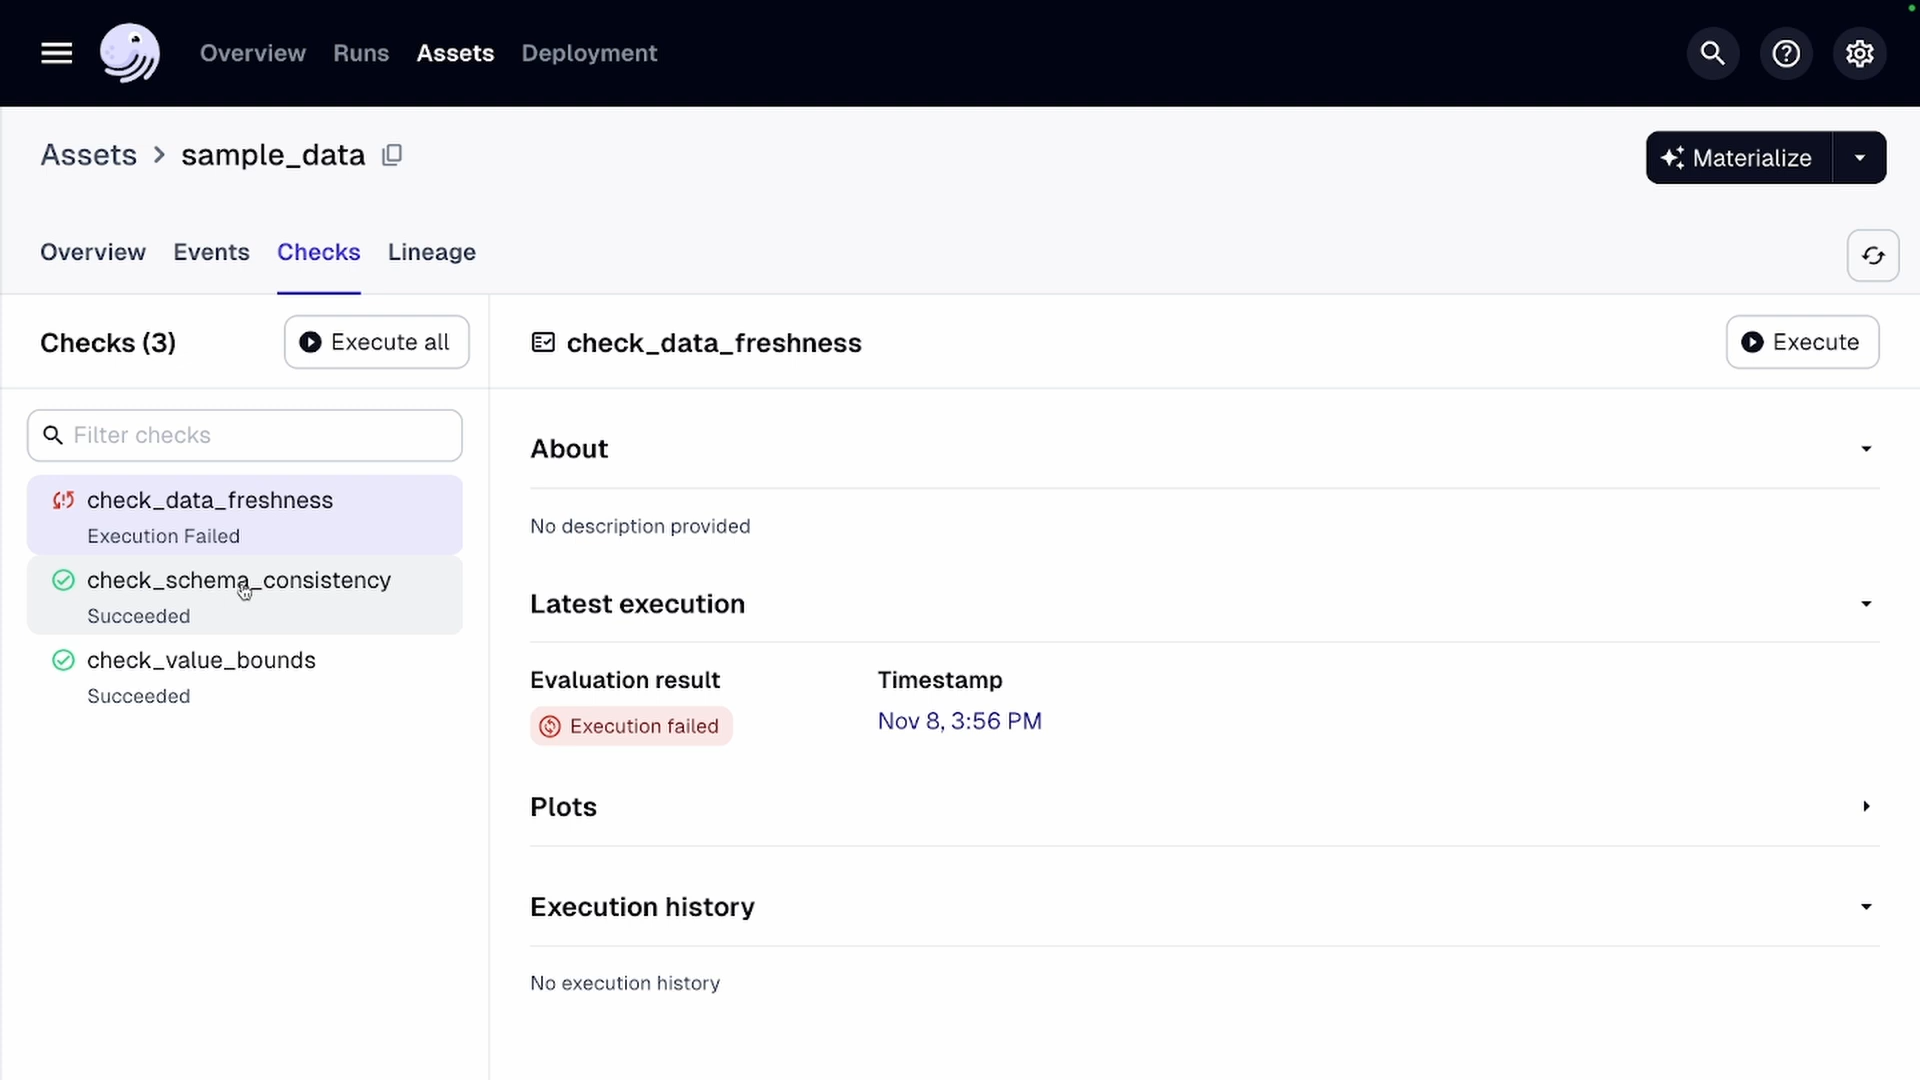 Overview Runs Assets Deployment
Assets > sample_data
Materialize
Overview Events Checks Lineage
Checks (3)
Execute all
check_data_freshness
Execute
Filter checks
check_data_freshness
Execution Failed
check_schema_consistency
Succeeded
check_value_bounds
Succeeded
About
No description provided
Latest execution
Evaluation result
Timestamp
Execution failed
Nov 8, 3:56 PM
Plots
Execution history
No execution history